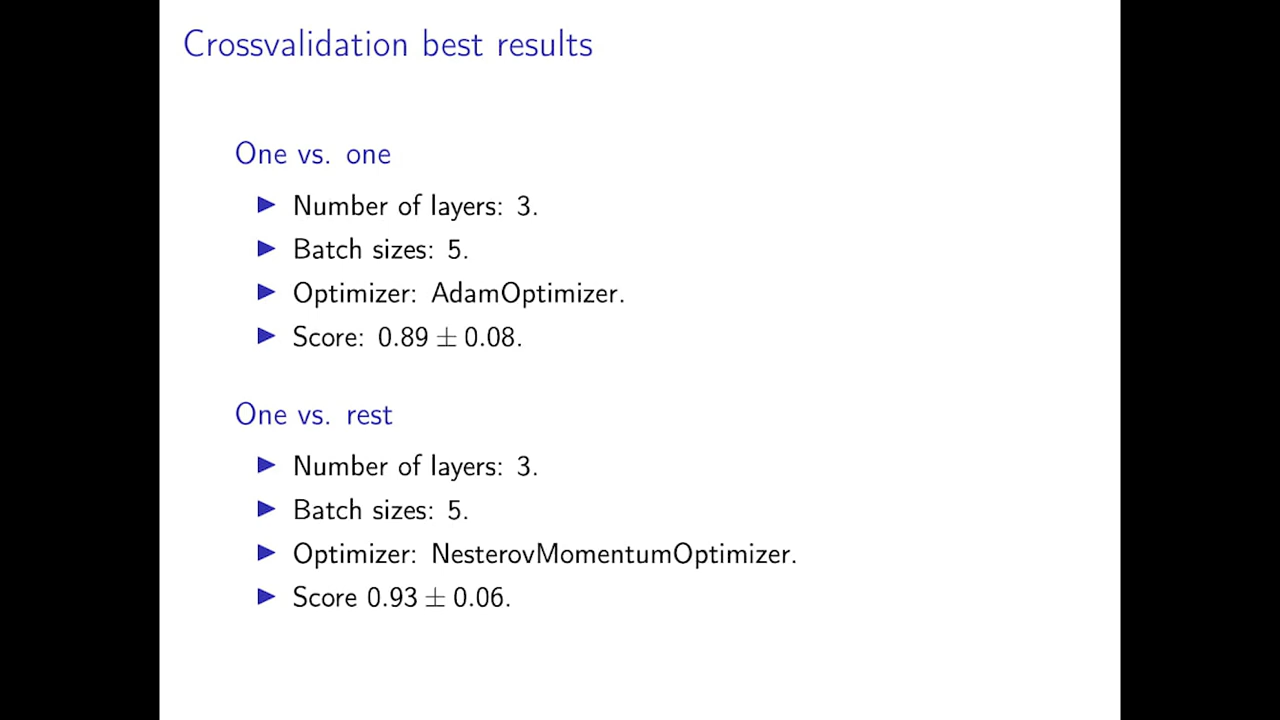 Crossvalidation best results
One vs. one
▶ Number of layers: 3.
▶ Batch sizes: 5.
▶ Optimizer: AdamOptimizer.
▶ Score: 0.89 ± 0.08.
One vs. rest
▶ Number of layers: 3.
▶ Batch sizes: 5.
▶ Optimizer: NesterovMomentumOptimizer.
▶ Score 0.93 ± 0.06.